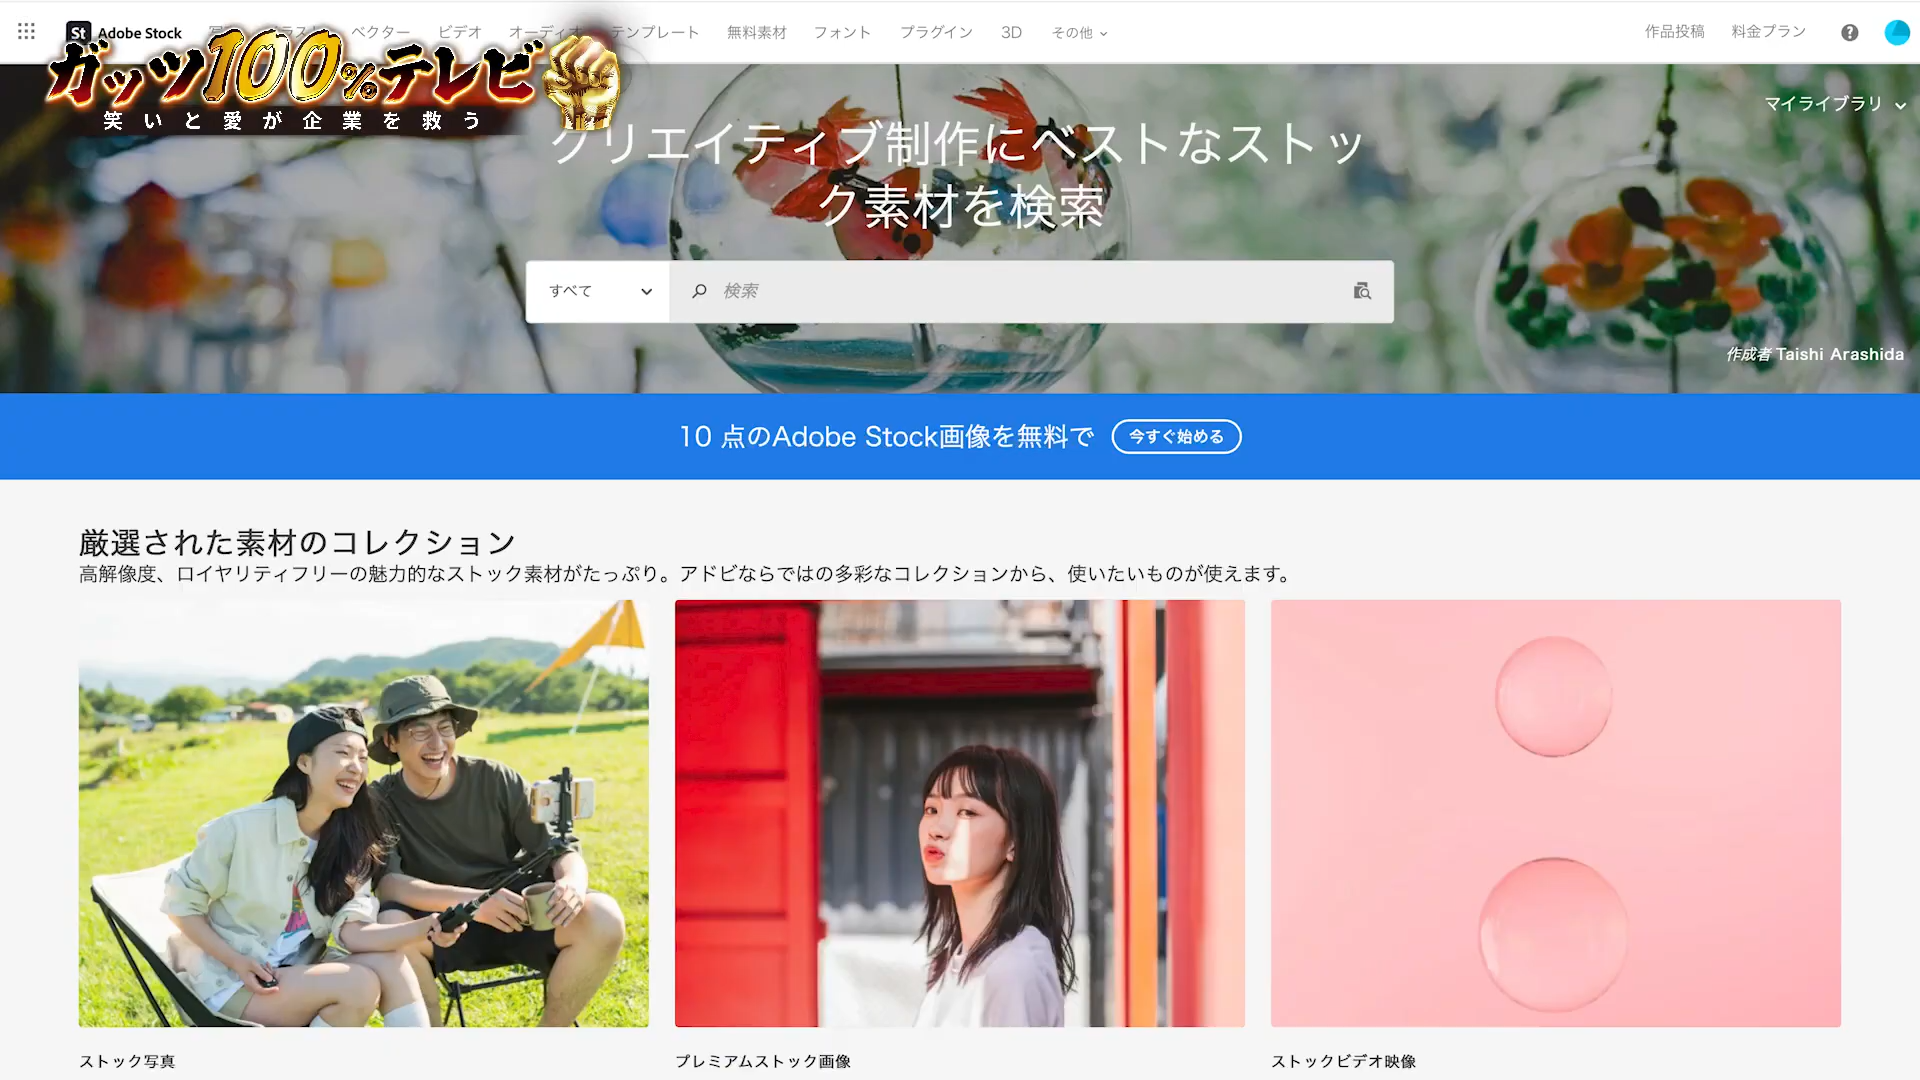 St Adobe Stock
ベクター ビデオ オーディオ テンプレート 無料素材 フォント プラグイン 3D その他
作品投稿 料金プラン
ガッツ100%テレビ
笑いと愛が企業を救う
マイライブラリ
クリエイティブ制作にベストなストッ
ク素材を検索
すべて 検索
作成者 Taishi Arashida
10 点のAdobe Stock画像を無料で 今すぐ始める
厳選された素材のコレクション
高解像度、ロイヤリティフリーの魅力的なストック素材がたっぷり。アドビならではの多彩なコレクションから、使いたいものが使えます。
ストック写真
プレミアムストック画像
ストックビデオ映像